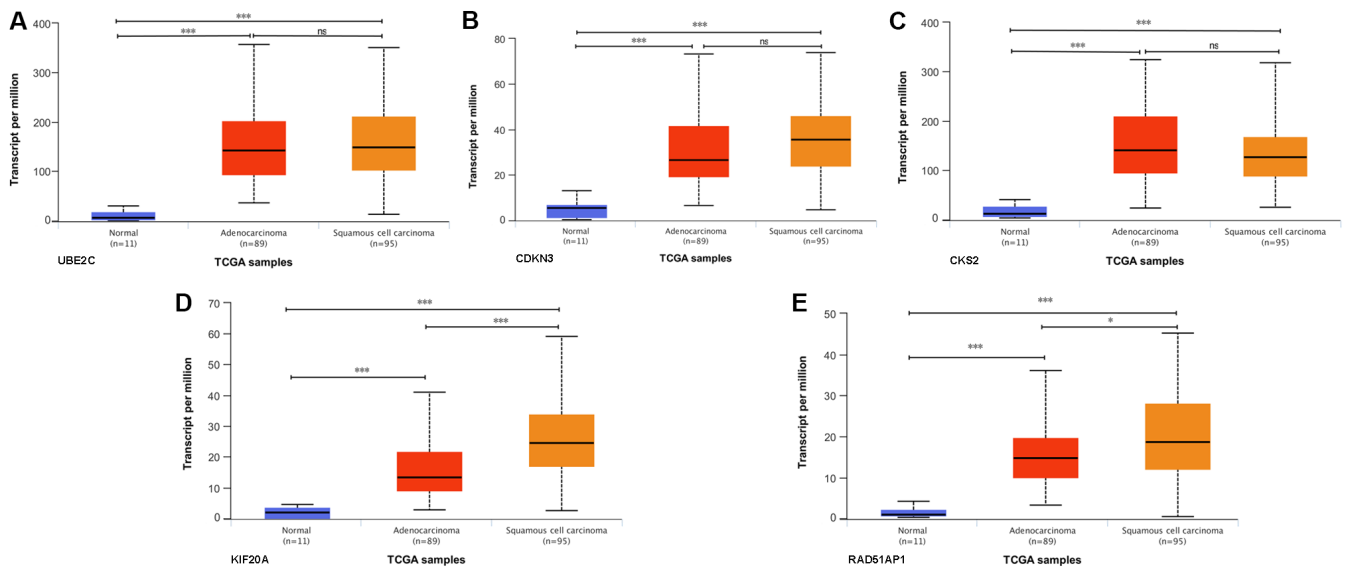 A
***
***
ns
Transcript per million
400
300
200
100
0
Normal
(n=11)
Adenocarcinoma
(n=89)
Squamous cell carcinoma
(n=95)
UBE2C
TCGA samples
B
***
***
ns
Transcript per million
80
60
40
20
0
Normal
(n=11)
Adenocarcinoma
(n=89)
Squamous cell carcinoma
(n=95)
CDKN3
TCGA samples
C
***
***
ns
Transcript per million
400
300
200
100
0
Normal
(n=11)
Adenocarcinoma
(n=89)
Squamous cell carcinoma
(n=95)
CKS2
TCGA samples
D
***
***
***
Transcript per million
70
60
50
40
30
20
10
0
Normal
(n=11)
Adenocarcinoma
(n=89)
Squamous cell carcinoma
(n=95)
KIF20A
TCGA samples
E
***
*
***
Transcript per million
50
40
30
20
10
0
Normal
(n=11)
Adenocarcinoma
(n=89)
Squamous cell carcinoma
(n=95)
RAD51AP1
TCGA samples